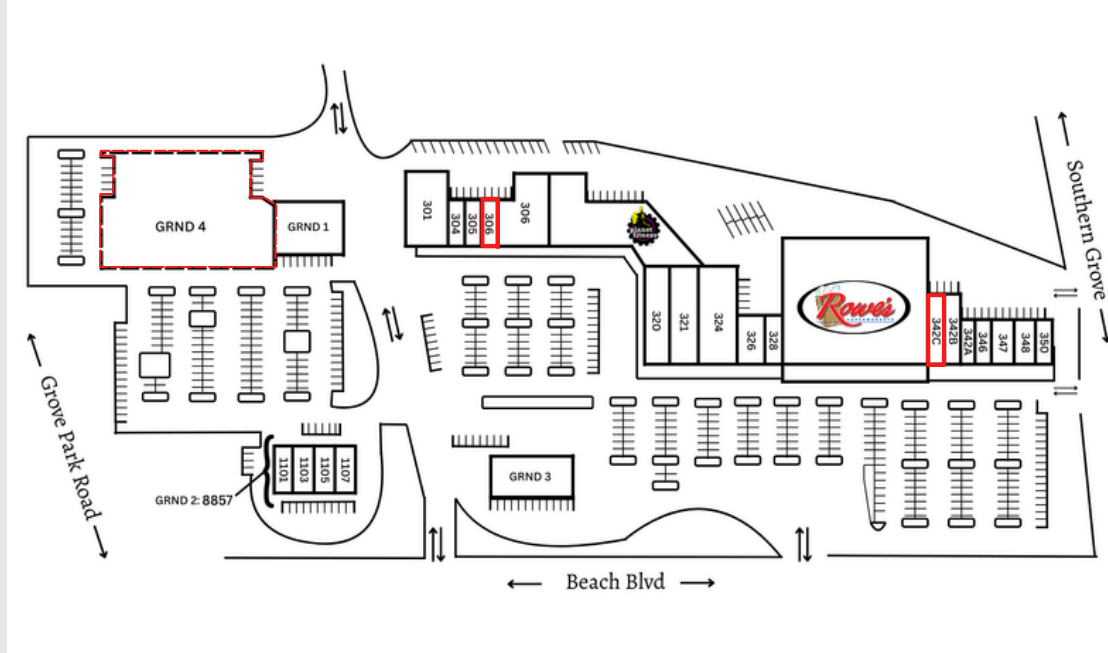 GRND 4
GRND 1
301
304
305
306
306
planet
fitness
320
321
324
326
328
Rowe's
SUPERMARKETS
342C
342B
342A
346
347
348
350
Southern Grove
Grove Park Road
1101
1103
1105
1107
GRND 2: 8857
GRND 3
Beach Blvd